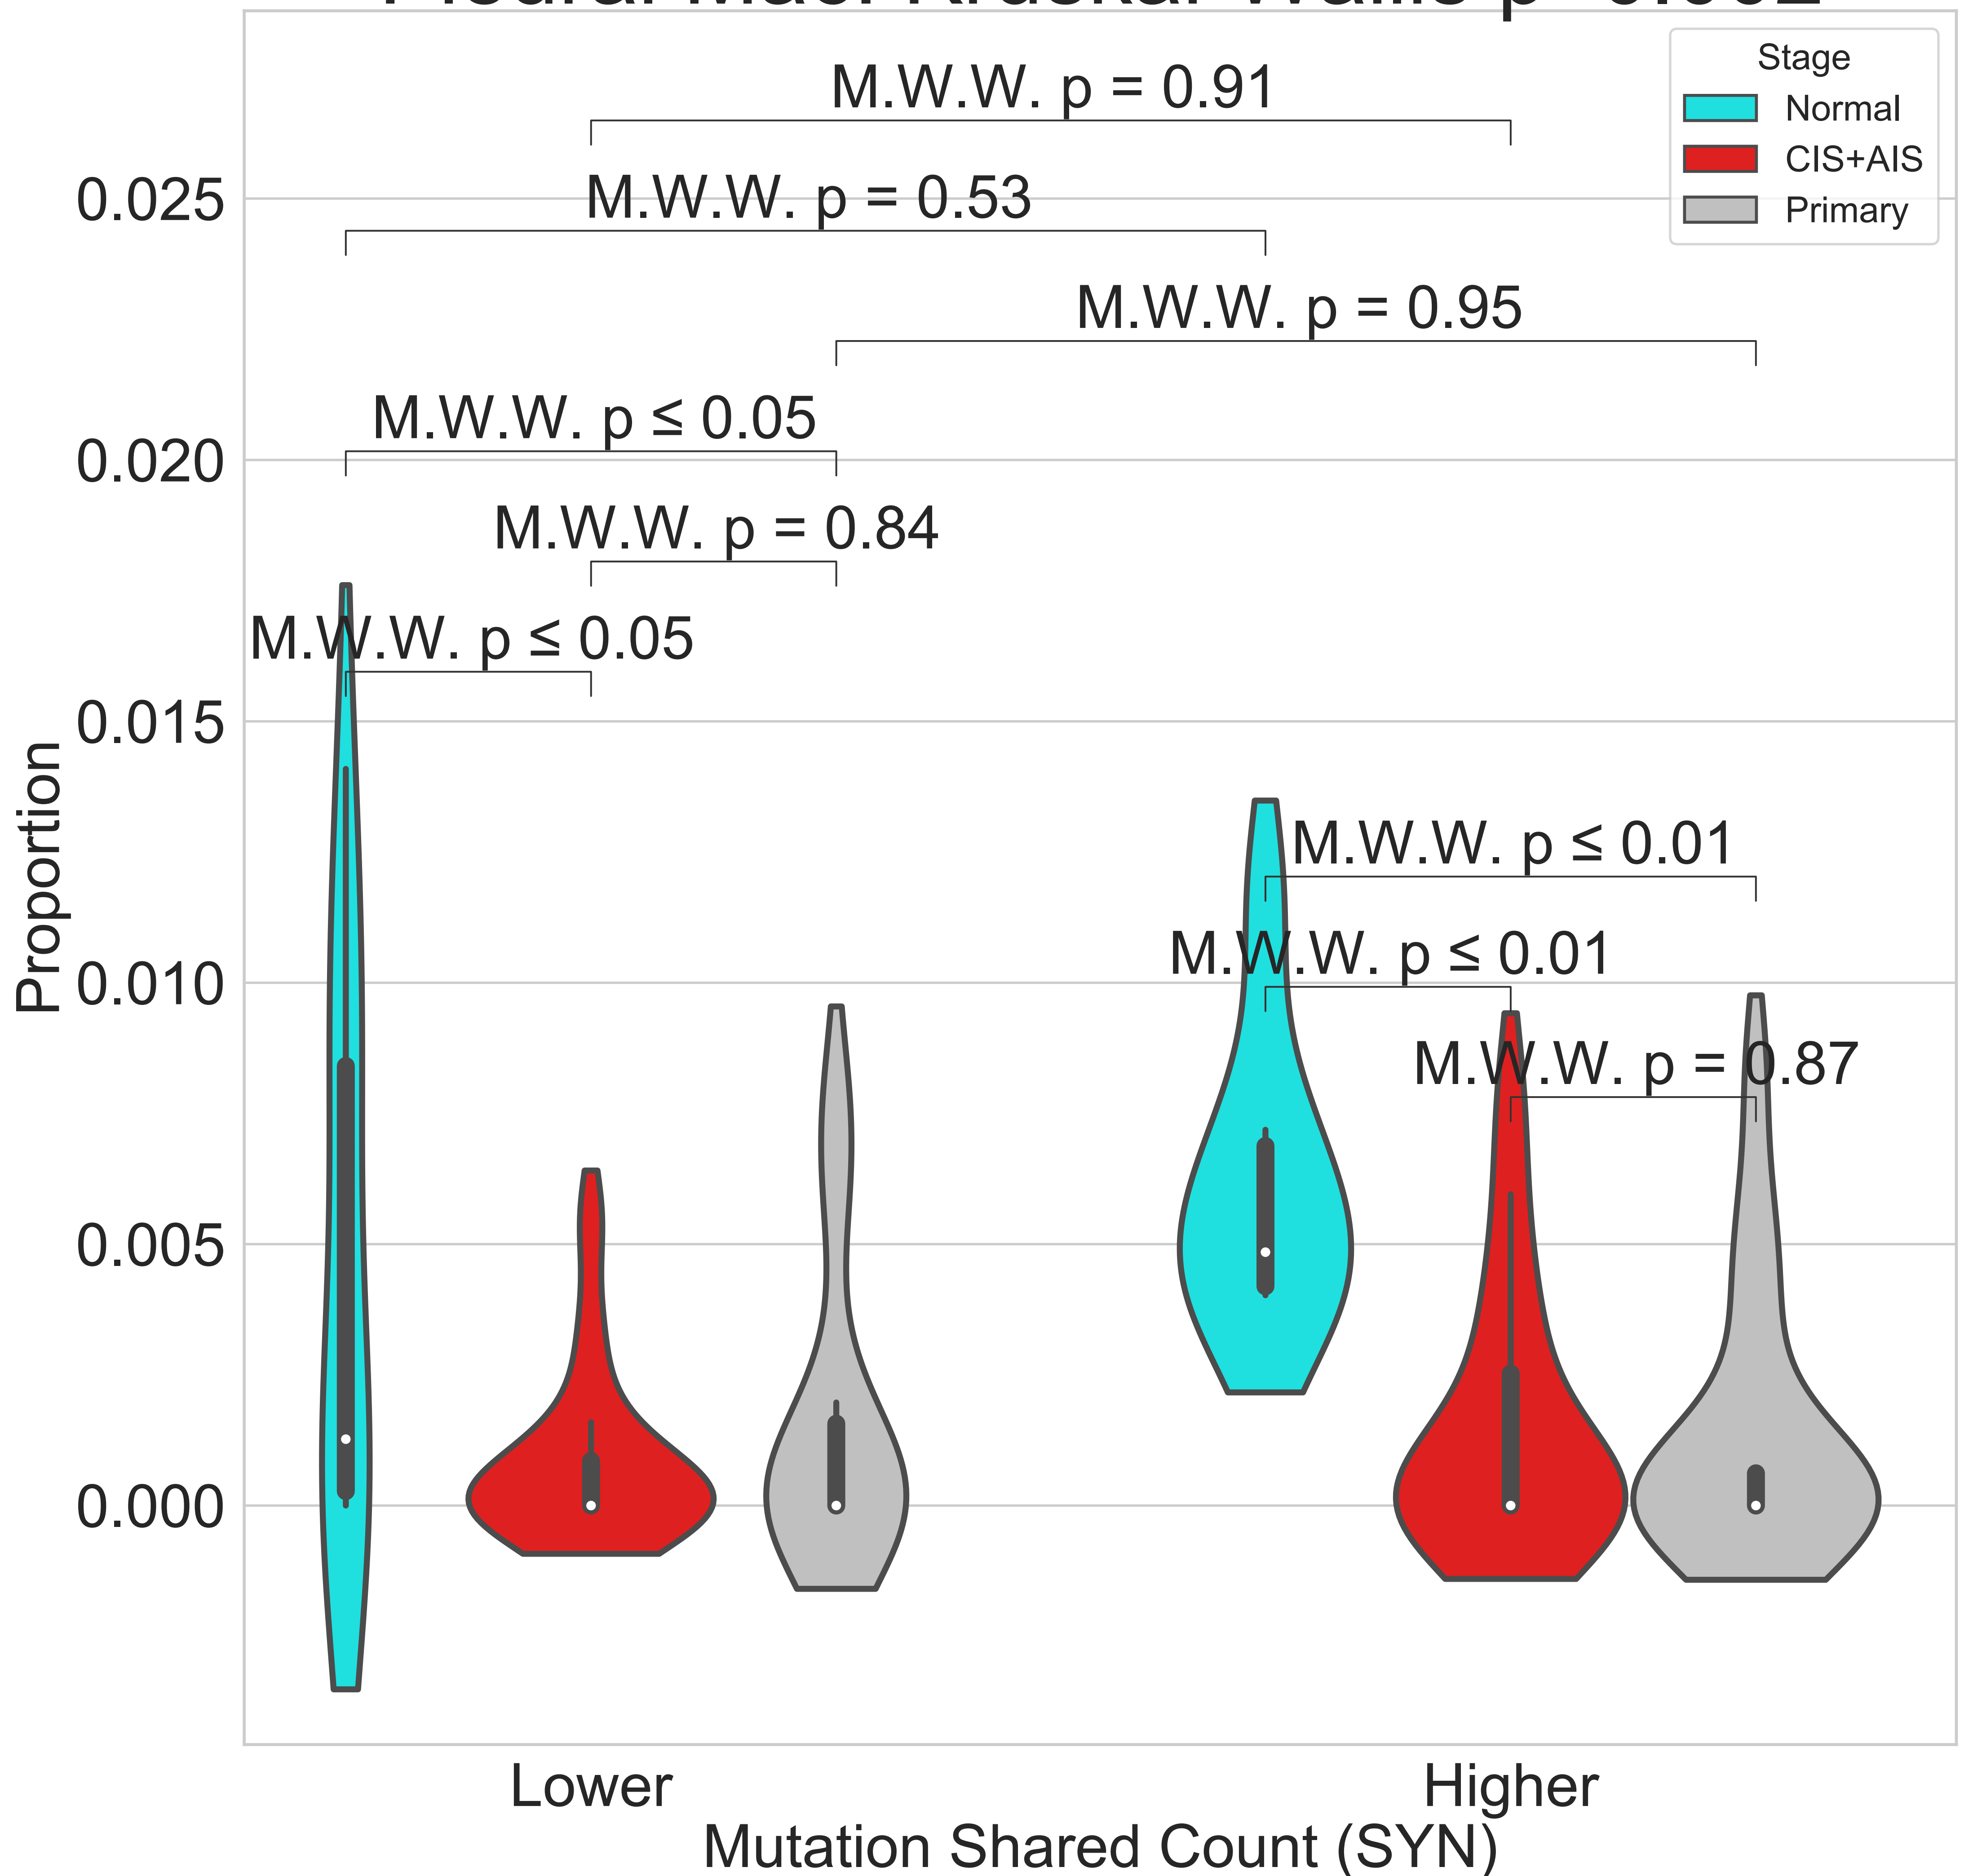 Stage
Normal
CIS+AIS
Primary
M.W.W. p = 0.91
M.W.W. p = 0.53
M.W.W. p = 0.95
M.W.W. p ≤ 0.05
M.W.W. p = 0.84
M.W.W. p ≤ 0.05
M.W.W. p ≤ 0.01
M.W.W. p ≤ 0.01
M.W.W. p = 0.87
0.025
0.020
0.015
0.010
0.005
0.000
Proportion
Lower
Higher
Mutation Shared Count (SYN)